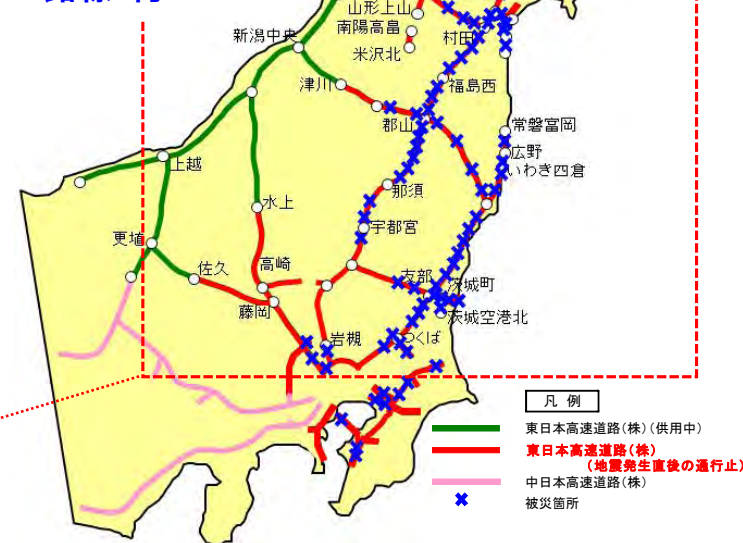 山形上山
南陽高畠
村田
新潟中央
米沢北
津川
福島西
郡山
常磐富岡
広野
いわき四倉
上越
那須
水上
宇都宮
更埴
佐久
高崎
友部
茨城町
藤岡
茨城空港北
岩槻
つくば
凡 例
東日本高速道路(株)(供用中)
東日本高速道路(株)
(地震発生直後の通行止)
中日本高速道路(株)
被災箇所